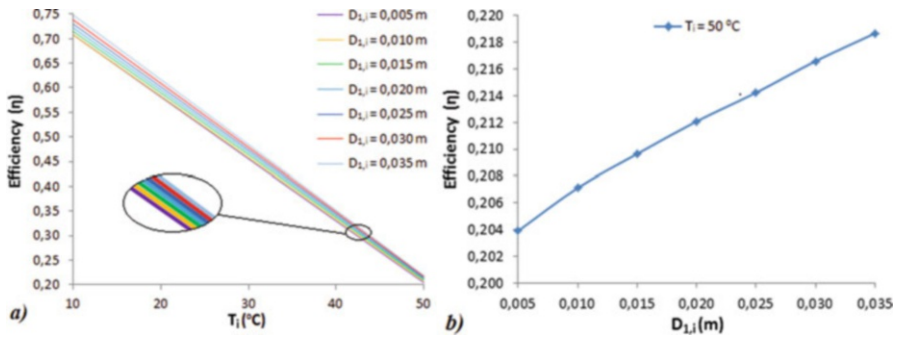 0,75
0,70
0,65
0,60
0,55
0,50
0,45
0,40
0,35
0,30
0,25
0,20
Efficiency (η)
D1,i = 0,005 m
D1,i = 0,010 m
D1,i = 0,015 m
D1,i = 0,020 m
D1,i = 0,025 m
D1,i = 0,030 m
D1,i = 0,035 m
10 20 30 40 50
Ti (°C)
a)
0,220
0,218
0,216
0,214
0,212
0,210
0,208
0,206
0,204
0,202
0,200
Efficiency (η)
Ti = 50 °C
0,005 0,010 0,015 0,020 0,025 0,030 0,035
D1,i (m)
b)